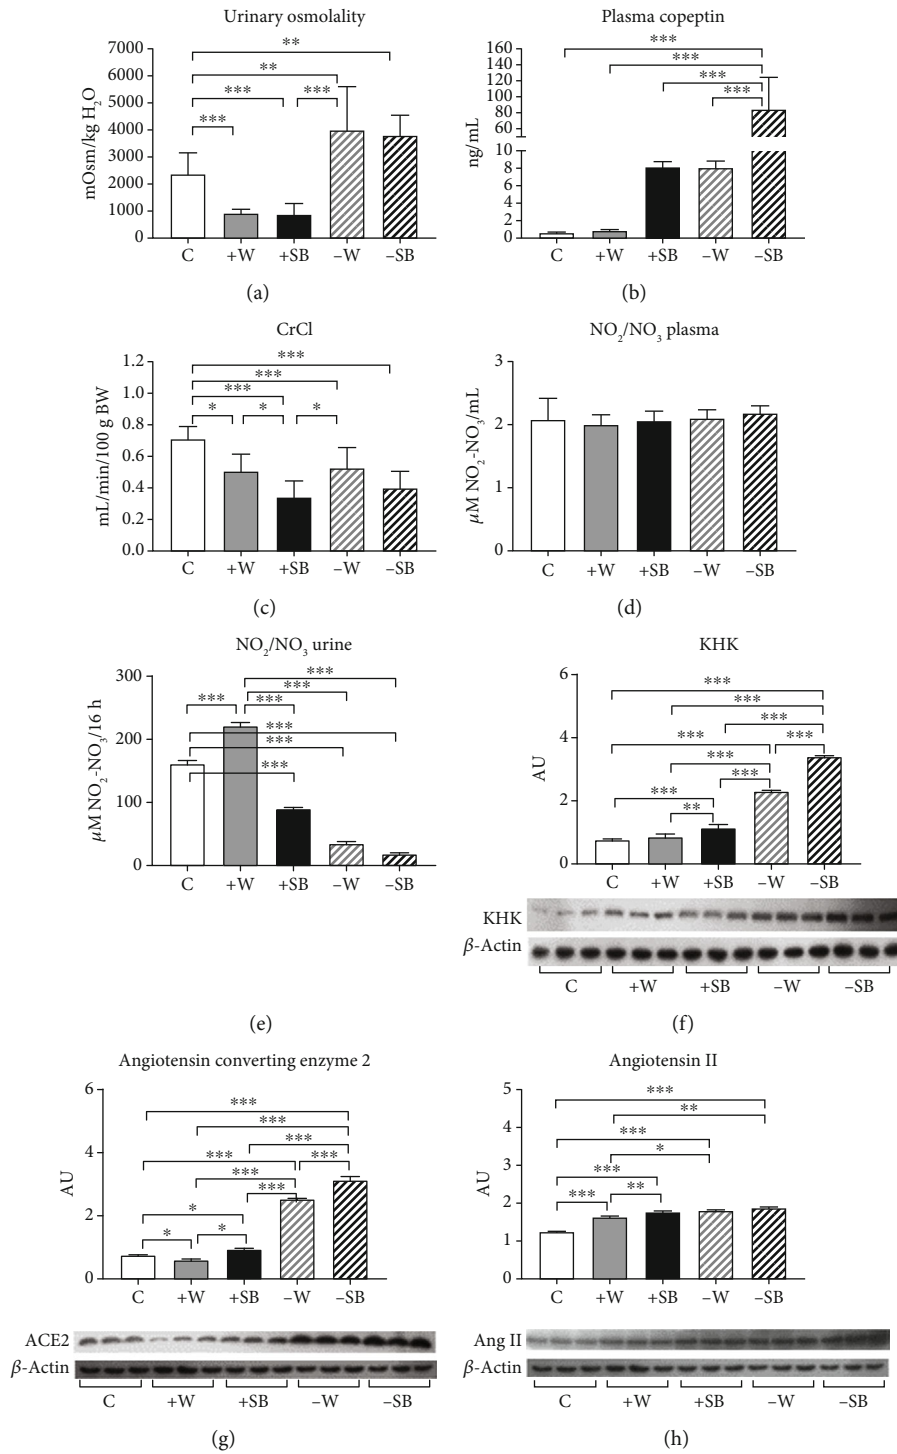 Urinary osmolality
mOsm/kg H₂O
7000
6000
5000
4000
3000
2000
1000
0
**
**
*** ***
***
C +W +SB –W –SB
(a)
Plasma copeptin
ng/mL
160
140
120
100
80
60
10
8
6
4
2
0
***
***
***
***
C +W +SB –W –SB
(b)
CrCl
mL/min/100 g BW
1.2
1.0
0.8
0.6
0.4
0.2
0.0
***
***
***
* * *
C +W +SB –W –SB
(c)
NO₂/NO₃ plasma
µM NO₂-NO₃/mL
3
2
1
0
C +W +SB –W –SB
(d)
NO₂/NO₃ urine
µM NO₂-NO₃/16 h
300
200
100
0
***
***
*** ***
***
***
***
C +W +SB –W –SB
(e)
KHK
AU
6
4
2
0
***
***
***
*** ***
***
***
***
**
C +W +SB –W –SB
KHK
β-Actin
C +W +SB –W –SB
(f)
Angiotensin converting enzyme 2
AU
6
4
2
0
***
***
***
*** ***
***
***
*
* *
C +W +SB –W –SB
ACE2
β-Actin
C +W +SB –W –SB
(g)
Angiotensin II
AU
5
4
3
2
1
0
***
**
***
*
***
*** **
C +W +SB –W –SB
Ang II
β-Actin
C +W +SB –W –SB
(h)